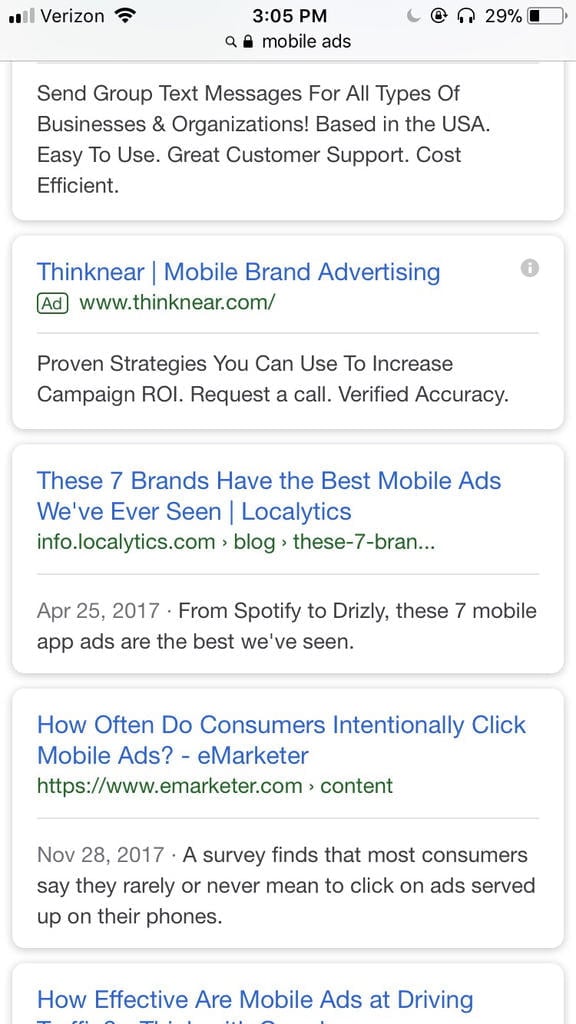 Verizon 3:05 PM 29%
mobile ads
Send Group Text Messages For All Types Of
Businesses & Organizations! Based in the USA.
Easy To Use. Great Customer Support. Cost
Efficient.
Thinknear | Mobile Brand Advertising
Ad www.thinknear.com/
Proven Strategies You Can Use To Increase
Campaign ROI. Request a call. Verified Accuracy.
These 7 Brands Have the Best Mobile Ads
We've Ever Seen | Localytics
info.localytics.com › blog › these-7-bran...
Apr 25, 2017 · From Spotify to Drizly, these 7 mobile
app ads are the best we've seen.
How Often Do Consumers Intentionally Click
Mobile Ads? - eMarketer
https://www.emarketer.com › content
Nov 28, 2017 · A survey finds that most consumers
say they rarely or never mean to click on ads served
up on their phones.
How Effective Are Mobile Ads at Driving